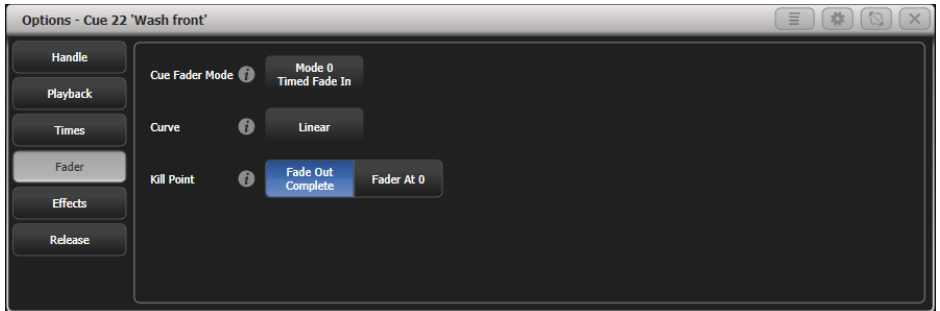 Options - Cue 22 'Wash front'
Handle
Playback
Times
Fader
Effects
Release
Cue Fader Mode
Mode 0
Timed Fade In
Curve
Linear
Kill Point
Fade Out
Complete
Fader At 0